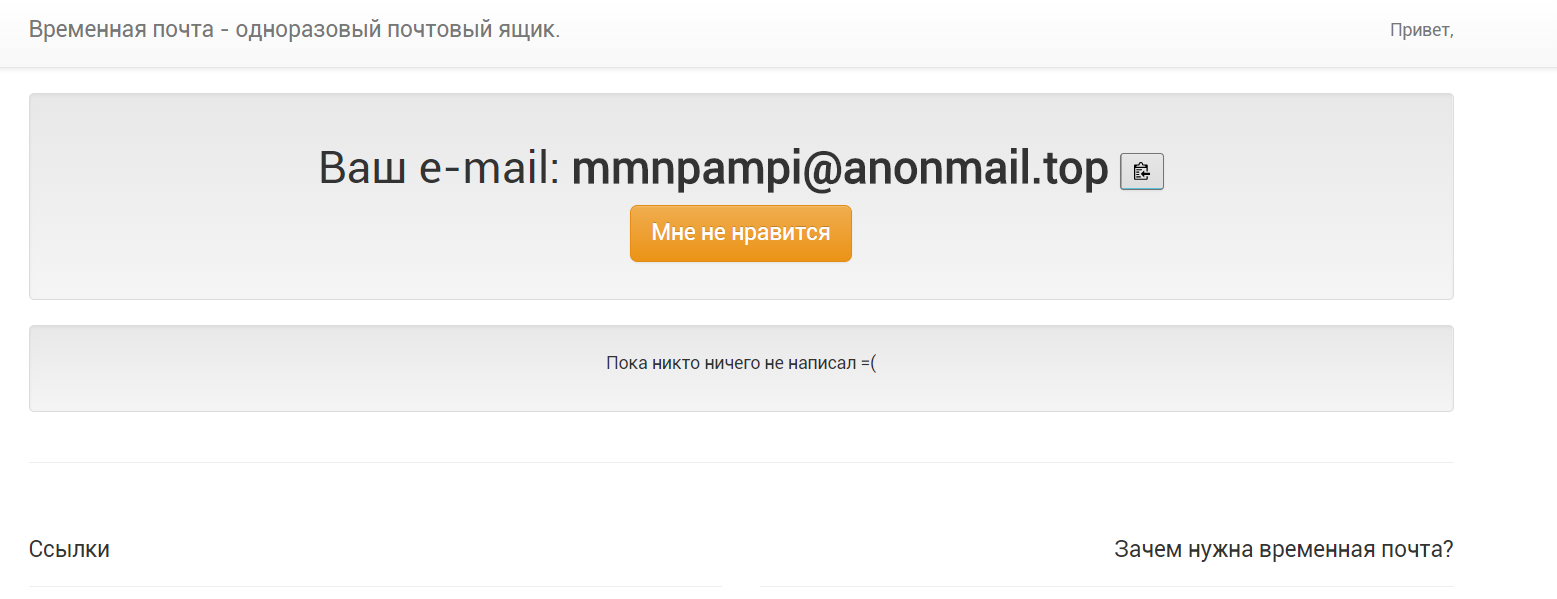 Временная почта - одноразовый почтовый ящик.
Привет,
Ваш e-mail: mmnpampi@anonmail.top
Мне не нравится
Пока никто ничего не написал =(
Ссылки
Зачем нужна временная почта?